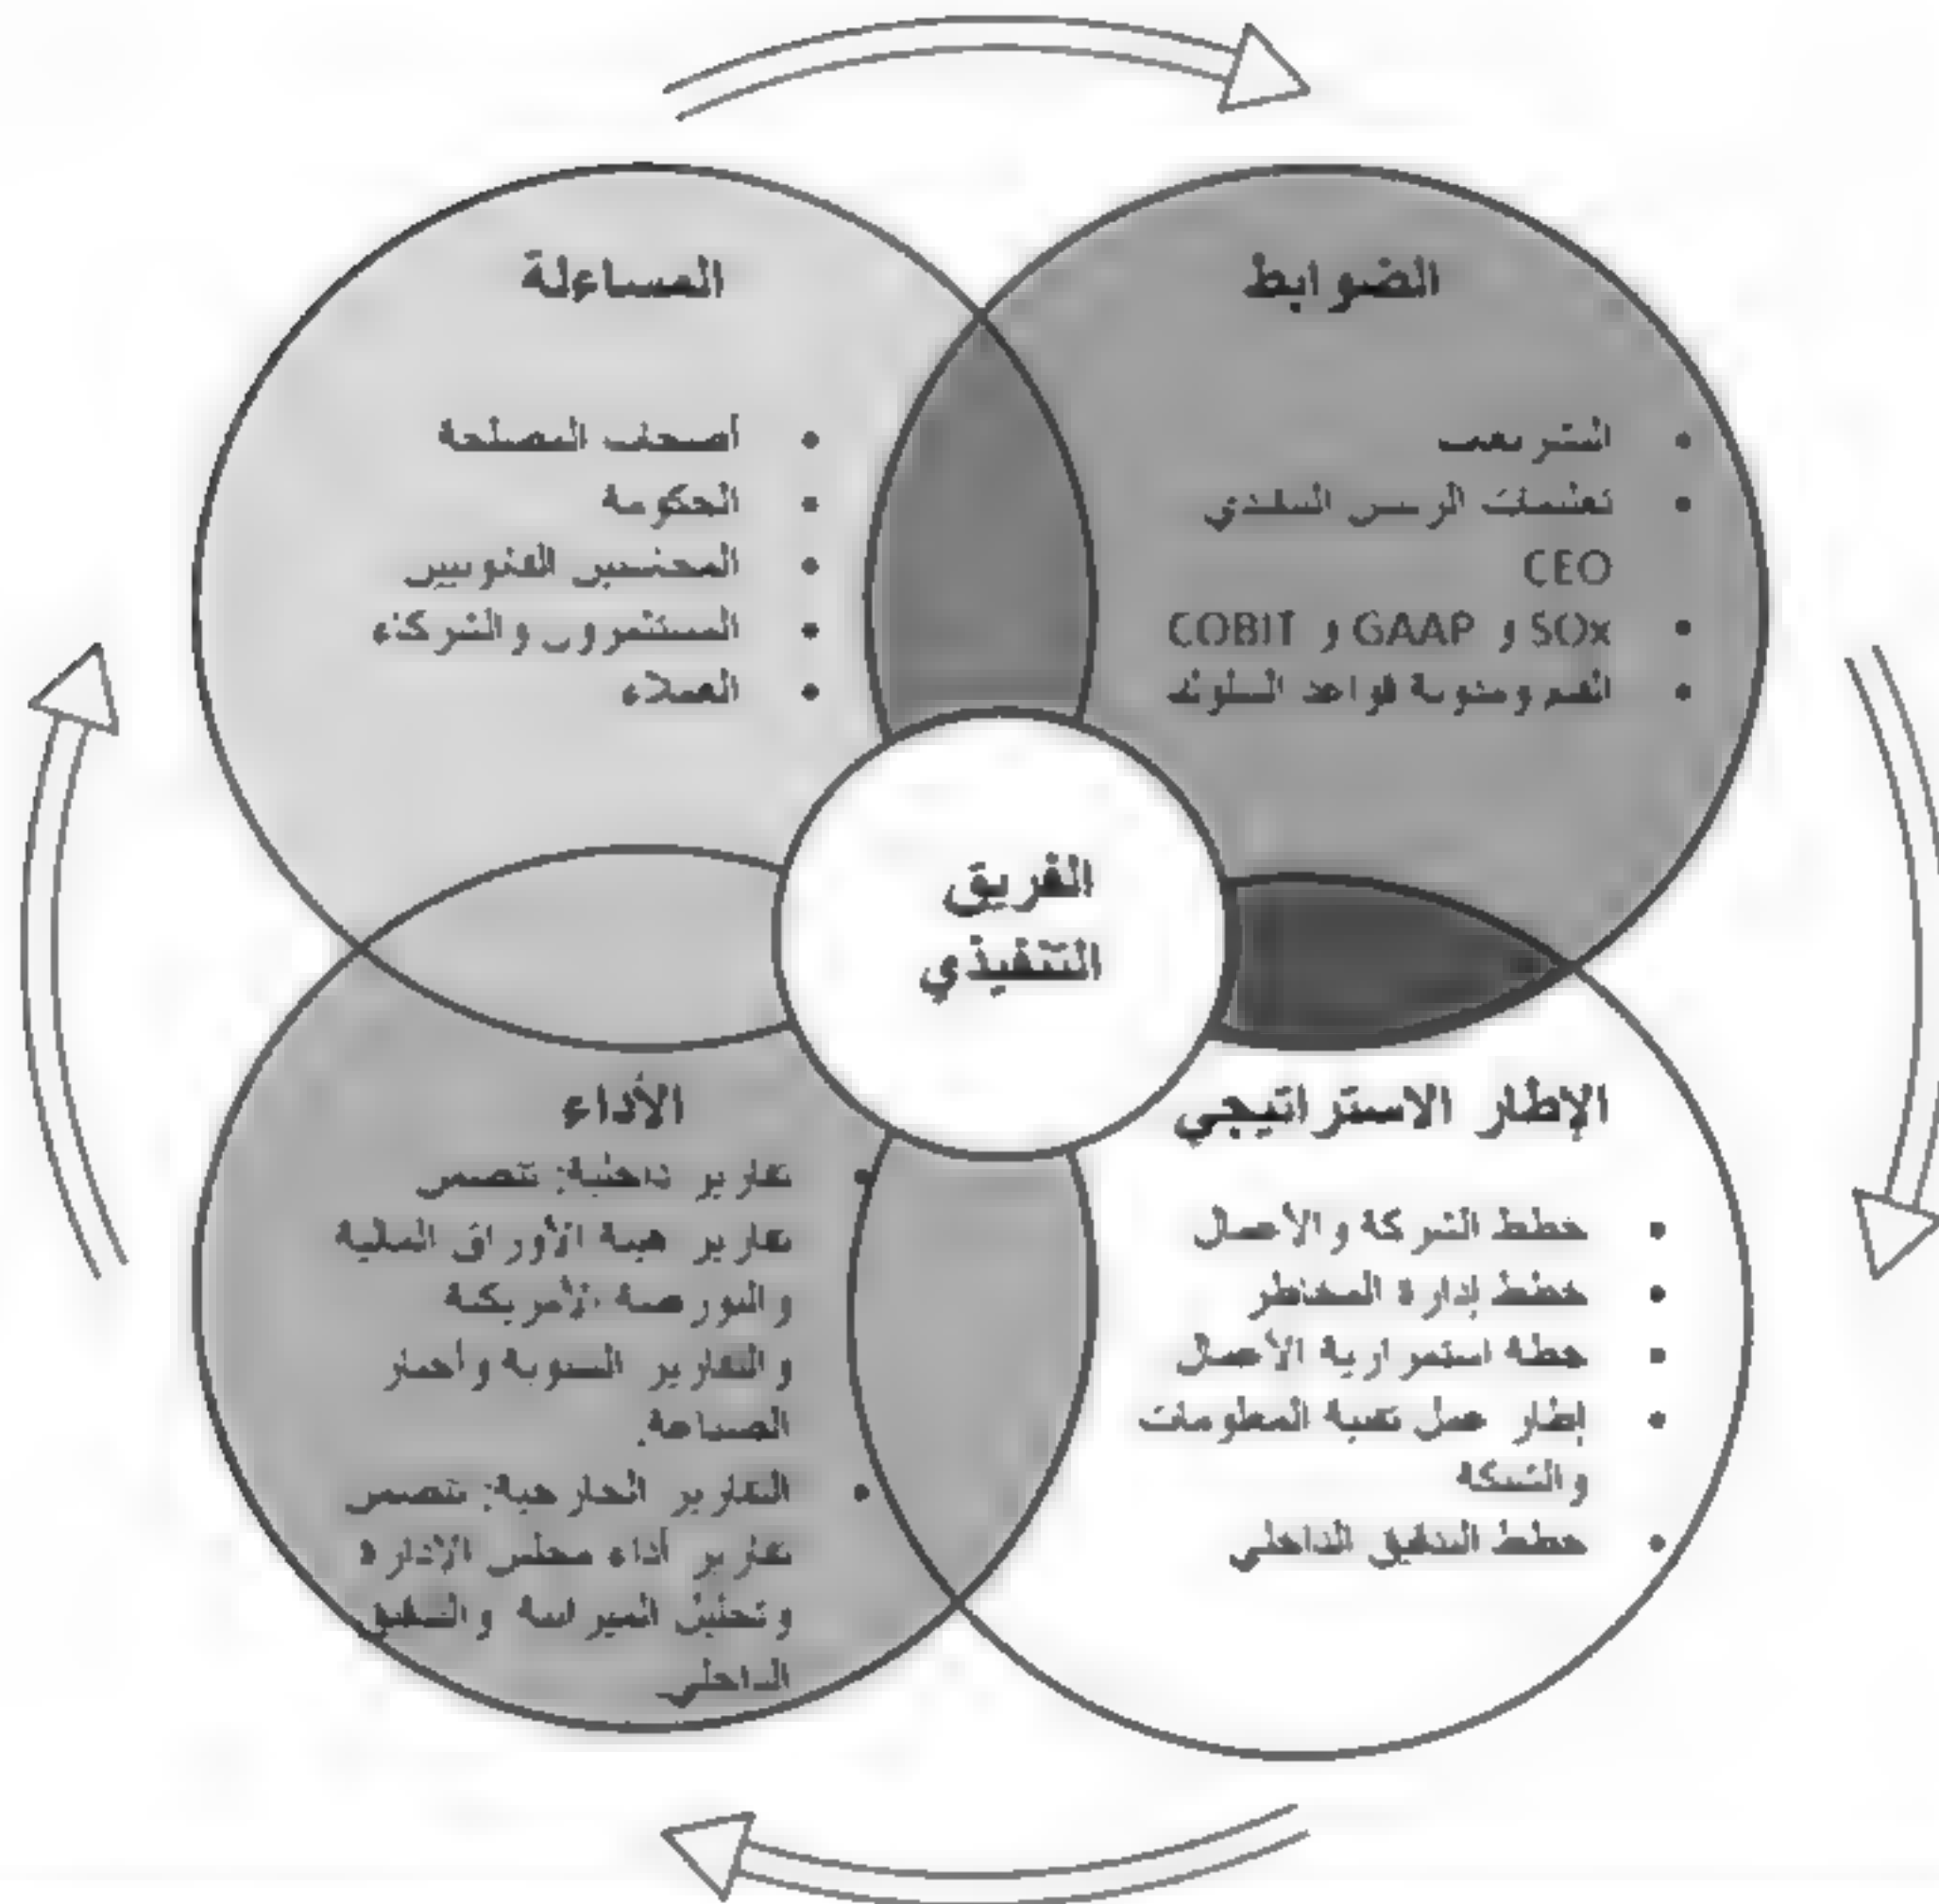 المساءلة
أصحاب المصلحة
الحكومة
المستثمرون والشركاء
العملاء
الضوابط
التشريعات
تعليمات الرئيس التنفيذي
CEO
SOx و GAAP و COBIT
القيم ومدونة قواعد السلوك
الفريق
التنفيذي
الأداء
تقارير داخلية: تتضمن
تقارير هيئة الأوراق المالية
والبورصة الأمريكية
والتقارير السنوية وأخبار
الصناعة.
التقارير الخارجية: تتضمن
تقارير أداء مجلس الإدارة
وتحليل الميزانية والتدقيق
الداخلي
الإطار الاستراتيجي
خطط الشركة والأعمال
خطط إدارة المخاطر
خطة استمرارية الأعمال
إطار عمل تقنية المعلومات
والشبكة
خطط التدقيق الداخلي